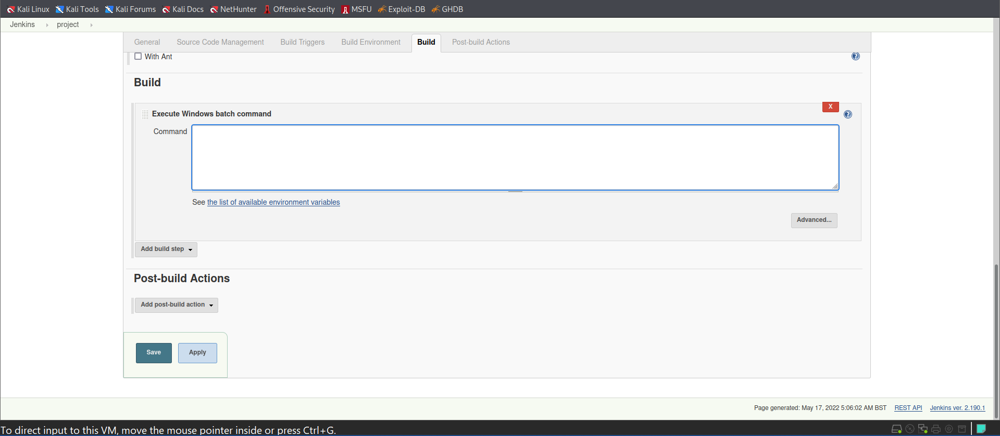 Kali Linux Kali Tools Kali Forums Kali Docs NetHunter Offensive Security MSFU Exploit-DB GHDB
Jenkins project
General Source Code Management Build Triggers Build Environment Build Post-build Actions
With Ant ?
Build
X
Execute Windows batch command ?
Command
See the list of available environment variables
Advanced...
Add build step
Post-build Actions
Add post-build action
Save Apply
Page generated: May 17, 2022 5:06:02 AM BST REST API Jenkins ver. 2.190.1
To direct input to this VM, move the mouse pointer inside or press Ctrl+G.